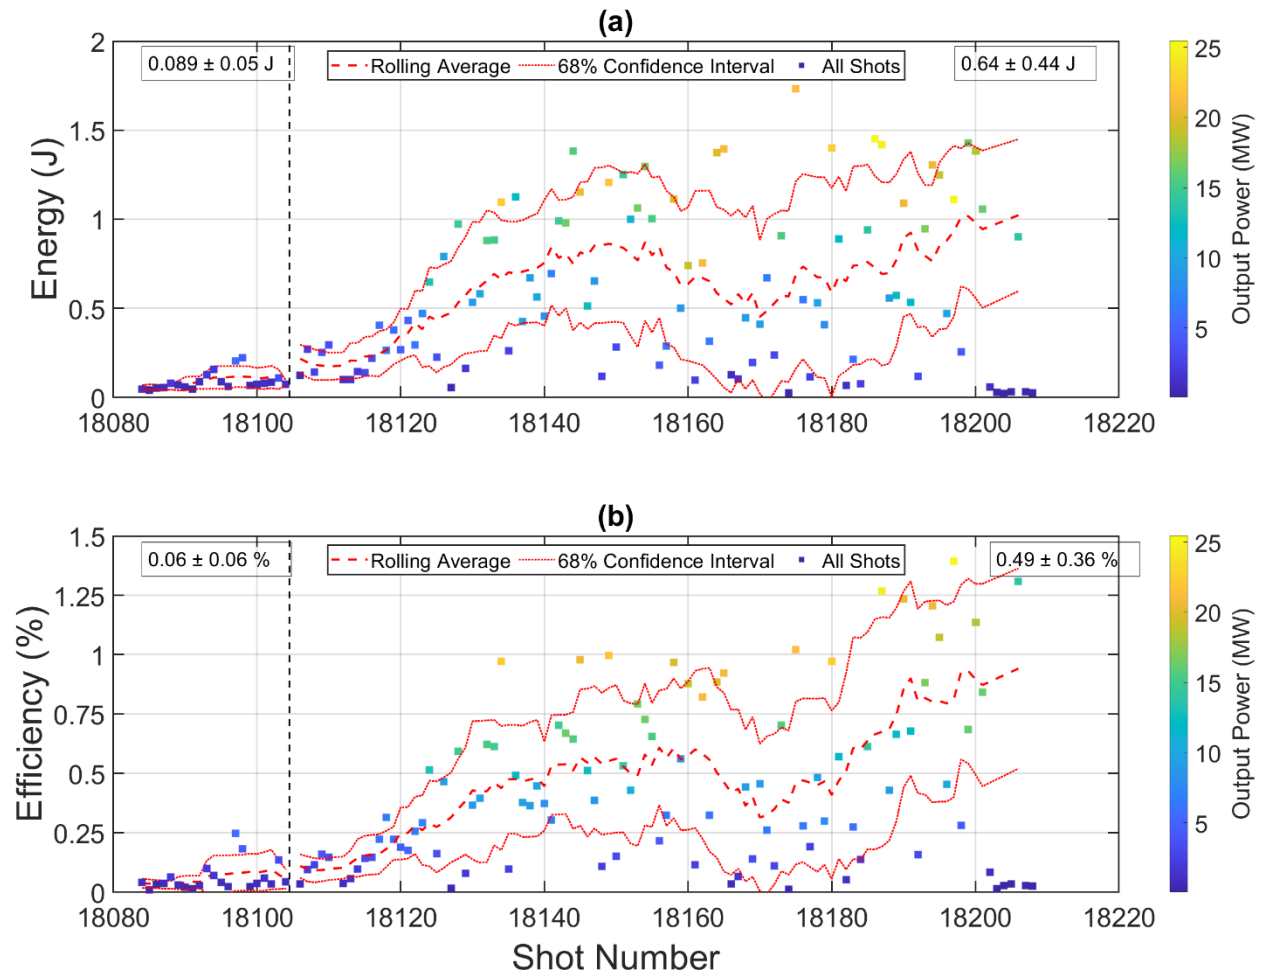 (a)
2
1.5
1
0.5
0
Energy (J)
0.089 ± 0.05 J
Rolling Average 68% Confidence Interval All Shots
0.64 ± 0.44 J
18080 18100 18120 18140 18160 18180 18200 18220
25
20
15
10
5
Output Power (MW)
(b)
1.5
1.25
1
0.75
0.5
0.25
0
Efficiency (%)
0.06 ± 0.06 %
Rolling Average 68% Confidence Interval All Shots
0.49 ± 0.36 %
18080 18100 18120 18140 18160 18180 18200 18220
Shot Number
25
20
15
10
5
Output Power (MW)